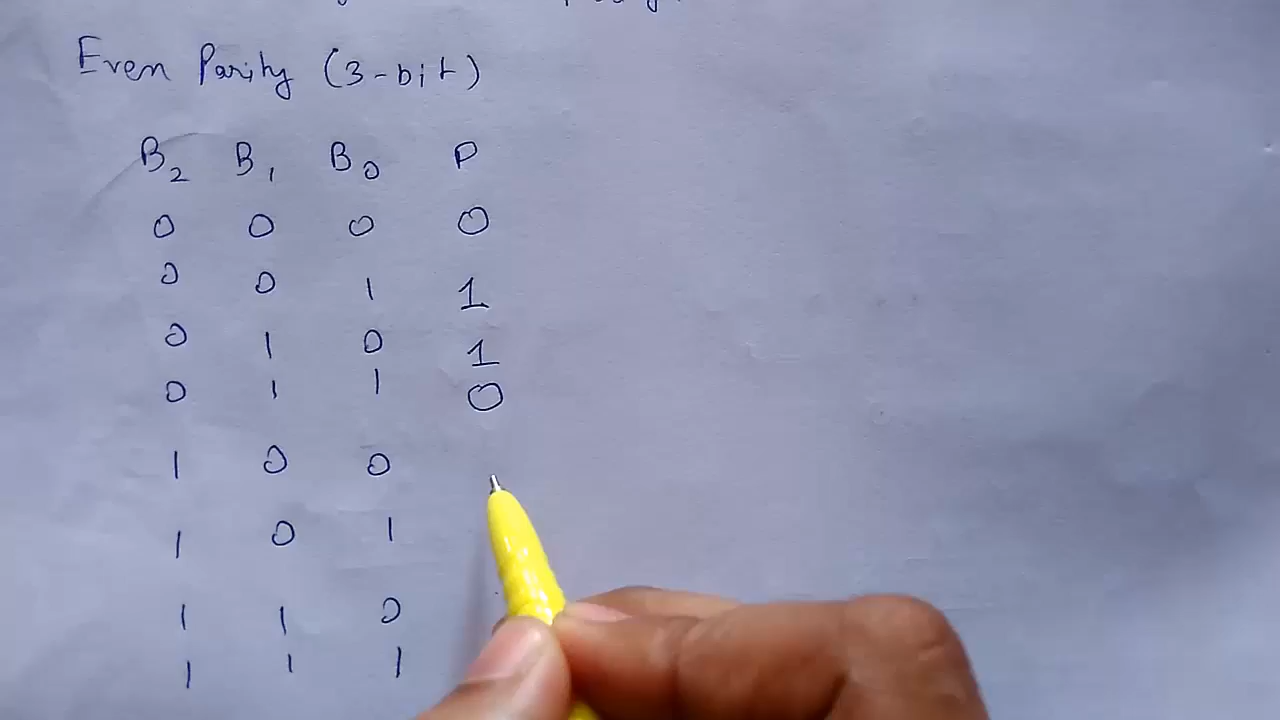 Even Parity (3-bit)
B2 B1 B0 P
0 0 0 0
0 0 1 1
0 1 0 1
0 1 1 0
1 0 0
1 0 1
1 1 0
1 1 1